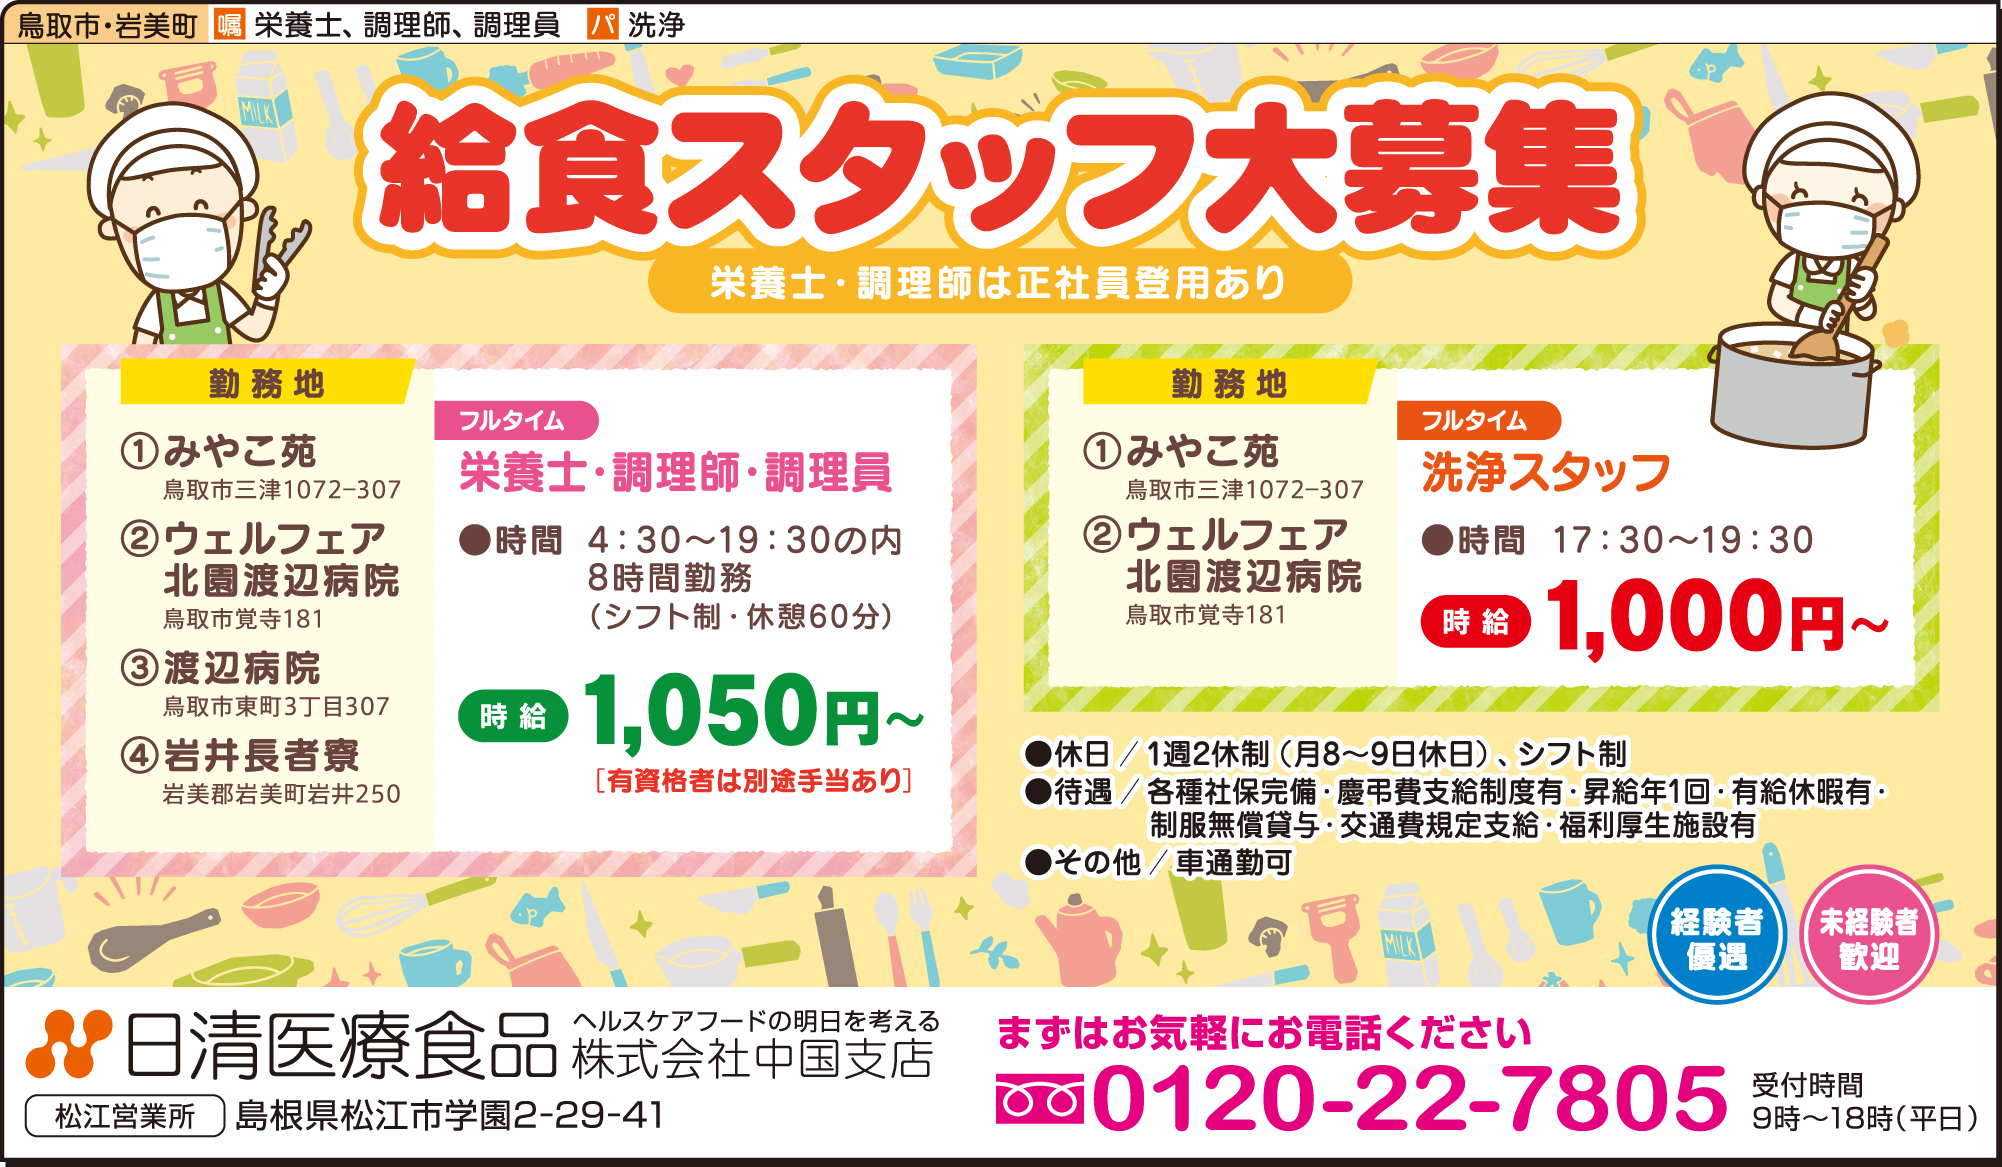 鳥取市・岩美町 嘱 栄養士、調理師、調理員 パ 洗浄
MILK
給食スタッフ大募集
栄養士・調理師は正社員登用あり
勤務地
①みやこ苑
鳥取市三津1072−307
②ウェルフェア
北園渡辺病院
鳥取市覚寺181
③渡辺病院
鳥取市東町3丁目307
④岩井長者寮
岩美郡岩美町岩井250
フルタイム
栄養士・調理師・調理員
●時間 4：30〜19：30の内
8時間勤務
（シフト制・休憩60分）
時給 1,050円〜
［有資格者は別途手当あり］
勤務地
①みやこ苑
鳥取市三津1072−307
②ウェルフェア
北園渡辺病院
鳥取市覚寺181
フルタイム
洗浄スタッフ
●時間 17：30〜19：30
時給 1,000円〜
●休日／1週2休制（月8〜9日休日）、シフト制
●待遇／各種社保完備・慶弔費支給制度有・昇給年1回・有給休暇有・
制服無償貸与・交通費規定支給・福利厚生施設有
●その他／車通勤可
MILK
経験者
優遇
未経験者
歓迎
日清医療食品
ヘルスケアフードの明日を考える
株式会社中国支店
松江営業所 島根県松江市学園2-29-41
まずはお気軽にお電話ください
0120-22-7805
受付時間
9時〜18時（平日）